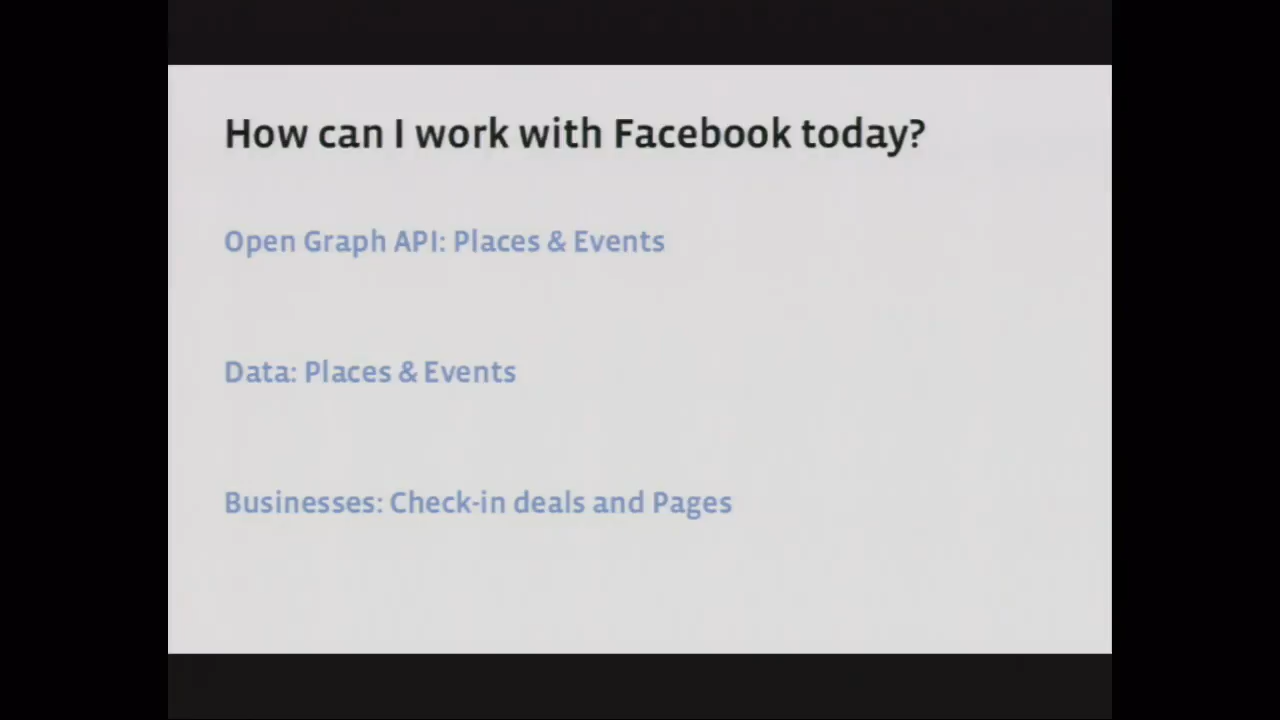 How can I work with Facebook today?
Open Graph API: Places & Events
Data: Places & Events
Businesses: Check-in deals and Pages